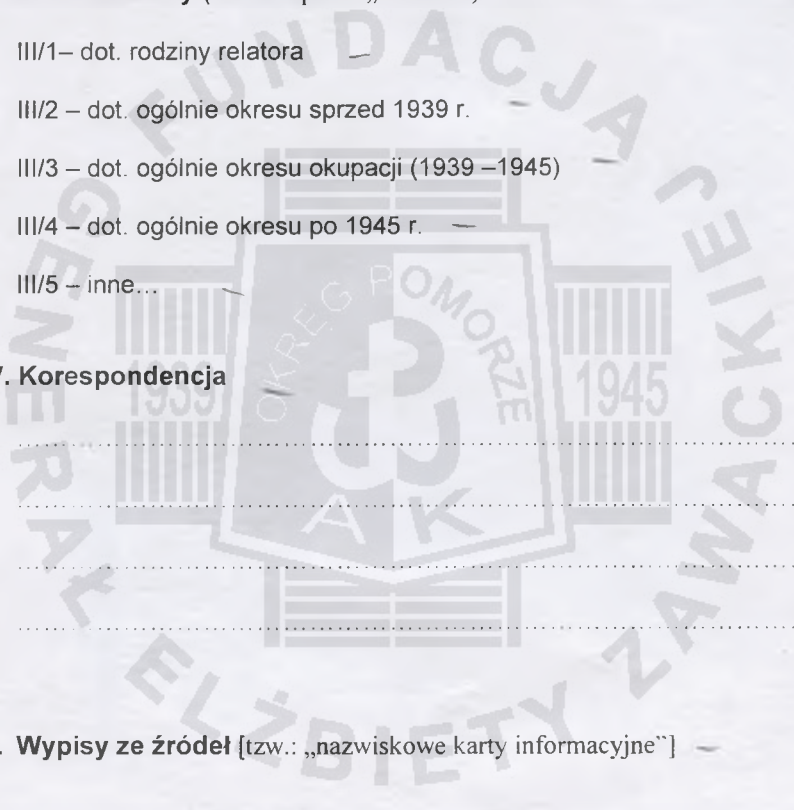 III/1– dot. rodziny relatora —
III/2 – dot. ogólnie okresu sprzed 1939 r. —
III/3 – dot. ogólnie okresu okupacji (1939 –1945) —
III/4 – dot. ogólnie okresu po 1945 r. —
III/5 – inne... —
. Korespondencja —
. Wypisy ze źródeł [tzw.: „nazwiskowe karty informacyjne"] —
FUNDACJA GENERAŁ ELŻBIETY ZAWACKIEJ
OKRĘG POMORZE
1939 1945
AK